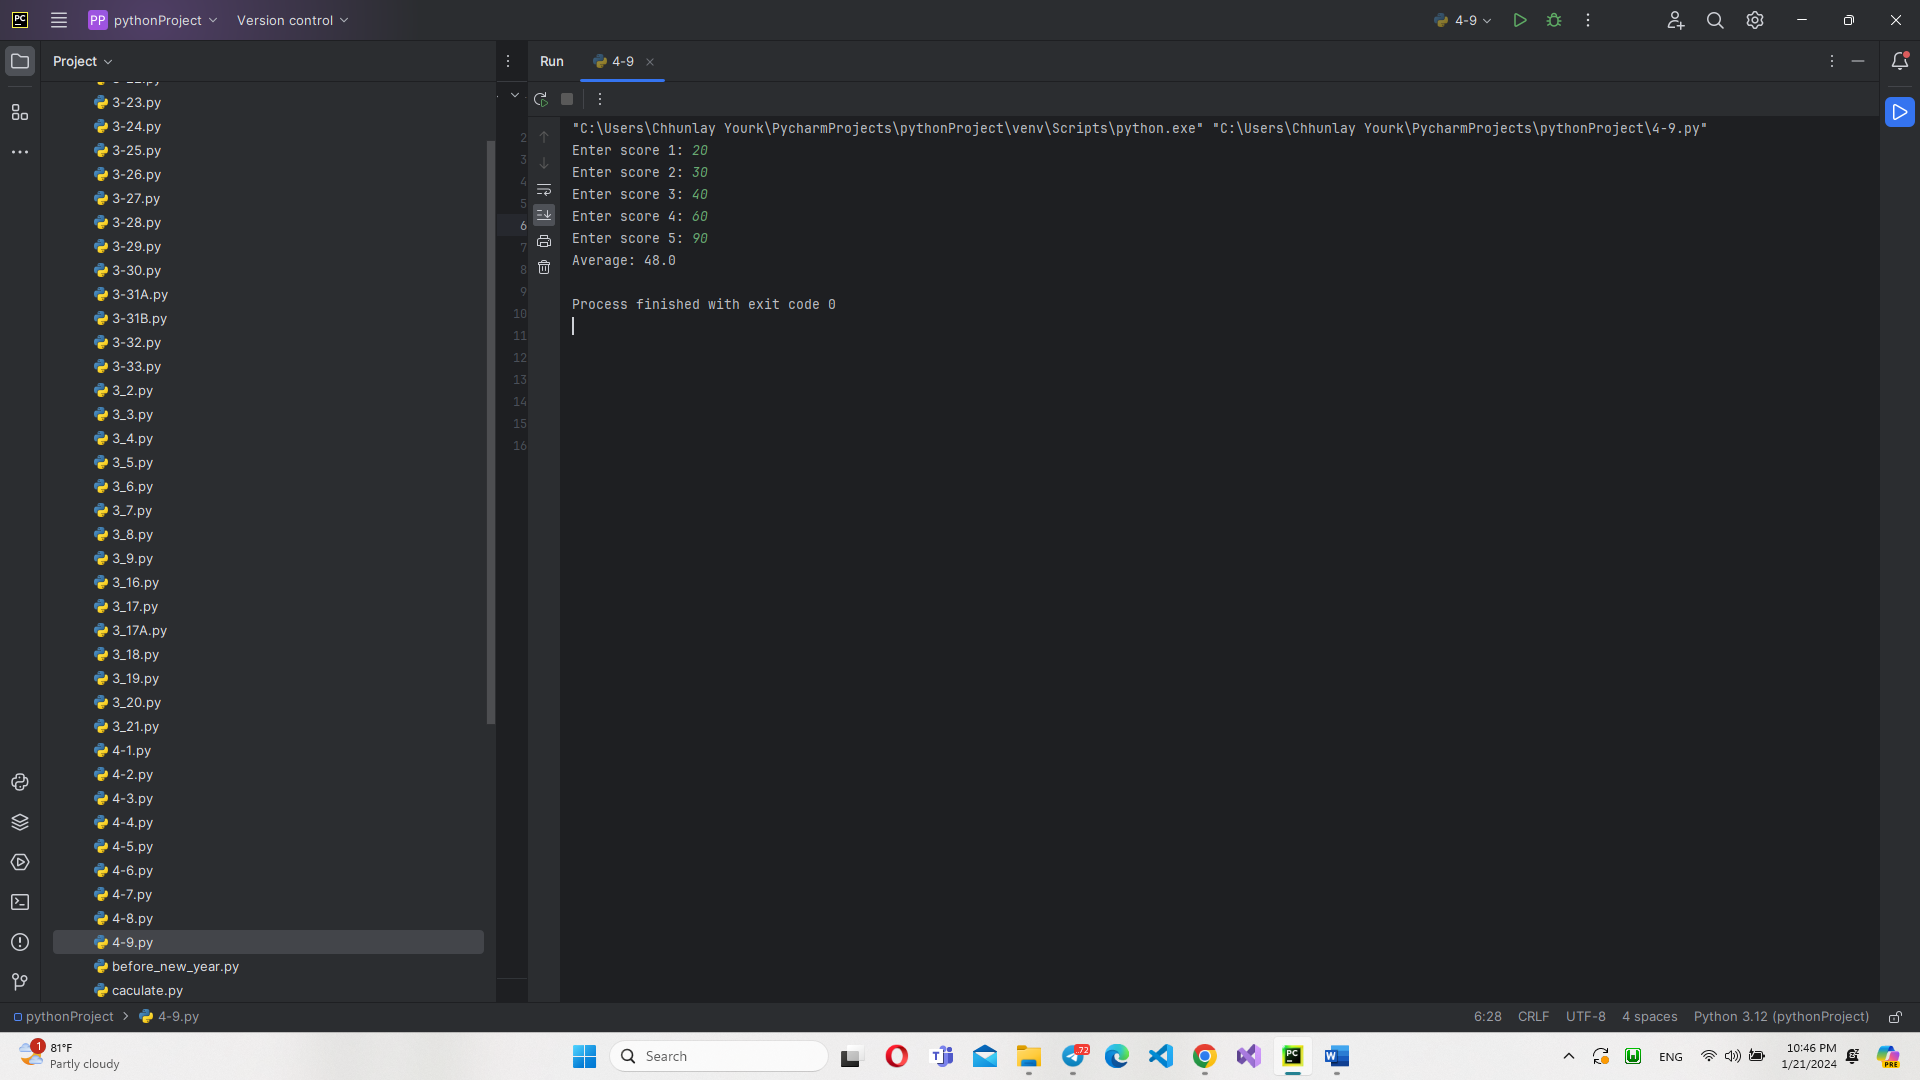 PC
PP pythonProject
Version control
4-9
Project
3-23.py
3-24.py
3-25.py
3-26.py
3-27.py
3-28.py
3-29.py
3-30.py
3-31A.py
3-31B.py
3-32.py
3-33.py
3_2.py
3_3.py
3_4.py
3_5.py
3_6.py
3_7.py
3_8.py
3_9.py
3_16.py
3_17.py
3_17A.py
3_18.py
3_19.py
3_20.py
3_21.py
4-1.py
4-2.py
4-3.py
4-4.py
4-5.py
4-6.py
4-7.py
4-8.py
4-9.py
before_new_year.py
caculate.py
2
3
4
5
6
7
8
9
10
11
12
13
14
15
16
Run
4-9
"C:\Users\Chhunlay Yourk\PycharmProjects\pythonProject\venv\Scripts\python.exe" "C:\Users\Chhunlay Yourk\PycharmProjects\pythonProject\4-9.py"
Enter score 1: 20
Enter score 2: 30
Enter score 3: 40
Enter score 4: 60
Enter score 5: 90
Average: 48.0
Process finished with exit code 0
pythonProject > 4-9.py
6:28 CRLF UTF-8 4 spaces Python 3.12 (pythonProject)
1
81°F
Partly cloudy
Search
72
PC
ENG
10:46 PM
1/21/2024
PRE